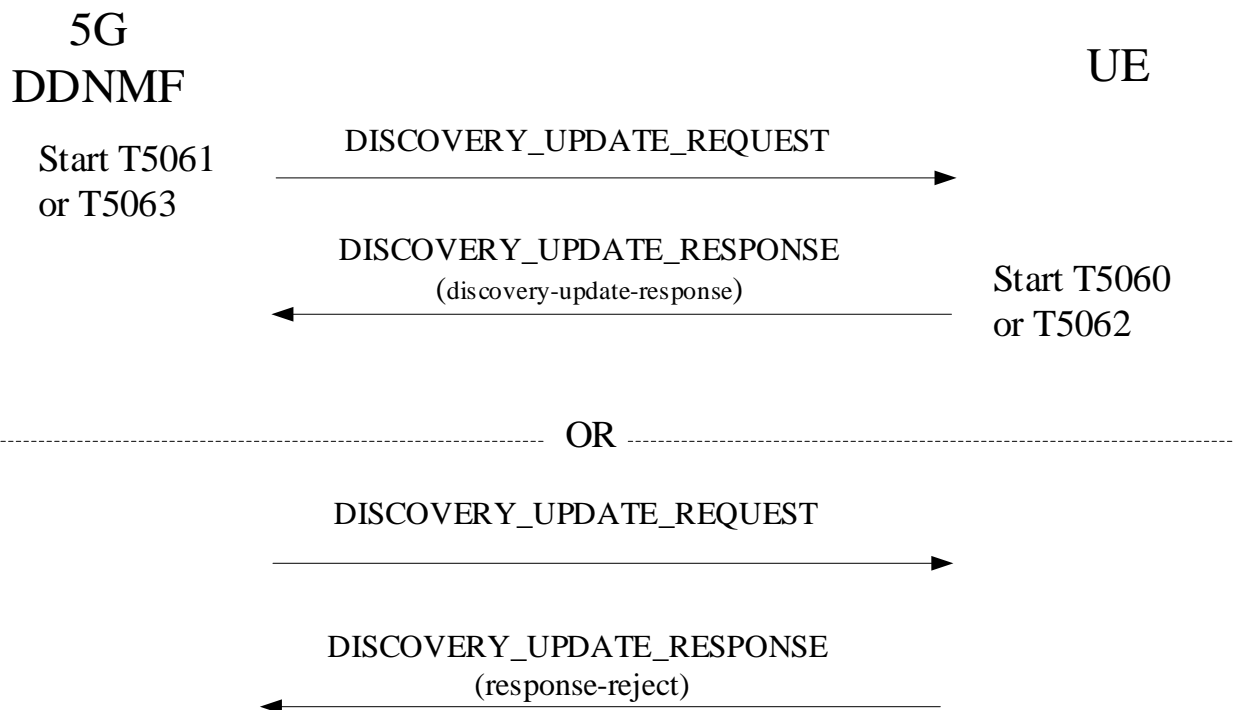 5G
DDNMF
UE
DISCOVERY_UPDATE_REQUEST
Start T5061
or T5063
DISCOVERY_UPDATE_RESPONSE
(discovery-update-response)
Start T5060
or T5062
OR
DISCOVERY_UPDATE_REQUEST
DISCOVERY_UPDATE_RESPONSE
(response-reject)